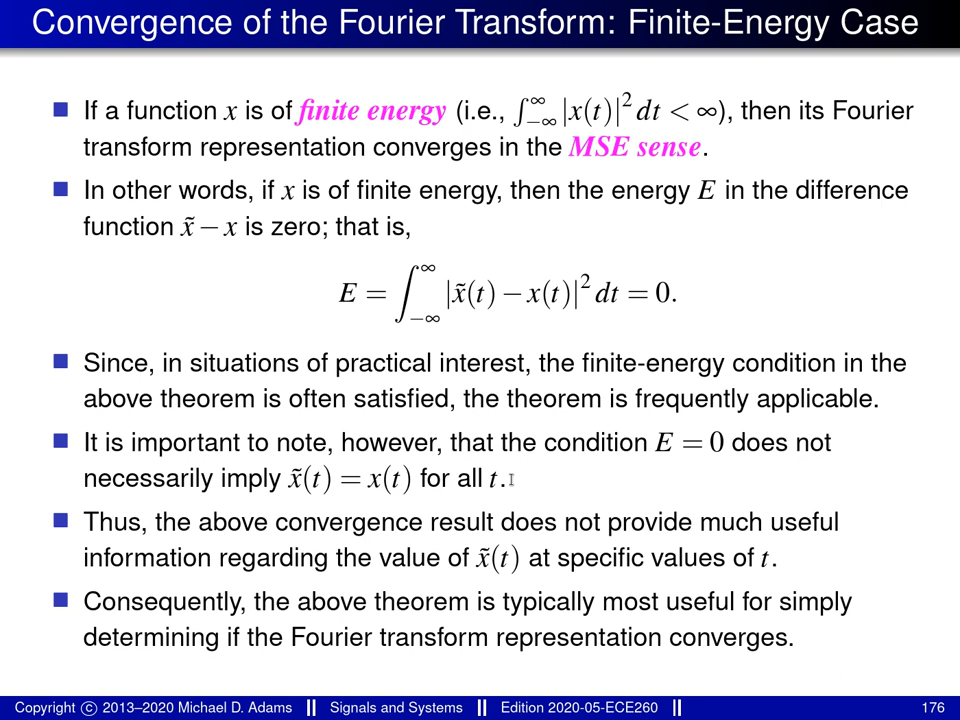 Convergence of the Fourier Transform: Finite-Energy Case
If a function x is of finite energy (i.e., ∫_{−∞}^{∞} |x(t)|² dt < ∞), then its Fourier
transform representation converges in the MSE sense.
In other words, if x is of finite energy, then the energy E in the difference
function x̃ − x is zero; that is,
E = ∫_{−∞}^{∞} |x̃(t) − x(t)|² dt = 0.
Since, in situations of practical interest, the finite-energy condition in the
above theorem is often satisfied, the theorem is frequently applicable.
It is important to note, however, that the condition E = 0 does not
necessarily imply x̃(t) = x(t) for all t.
Thus, the above convergence result does not provide much useful
information regarding the value of x̃(t) at specific values of t.
Consequently, the above theorem is typically most useful for simply
determining if the Fourier transform representation converges.
Copyright © 2013–2020 Michael D. Adams Signals and Systems Edition 2020-05-ECE260 176